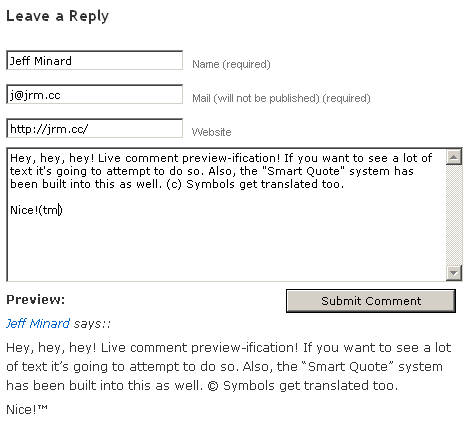 Leave a Reply
Jeff Minard Name (required)
j@jrm.cc Mail (will not be published) (required)
http://jrm.cc/ Website
Hey, hey, hey! Live comment preview-ification! If you want to see a lot of
text it's going to attempt to do so. Also, the "Smart Quote" system has
been built into this as well. (c) Symbols get translated too.
Nice!(tm)
Preview: Submit Comment
Jeff Minard says::
Hey, hey, hey! Live comment preview-ification! If you want to see a lot
of text it’s going to attempt to do so. Also, the “Smart Quote” system
has been built into this as well. © Symbols get translated too.
Nice!™